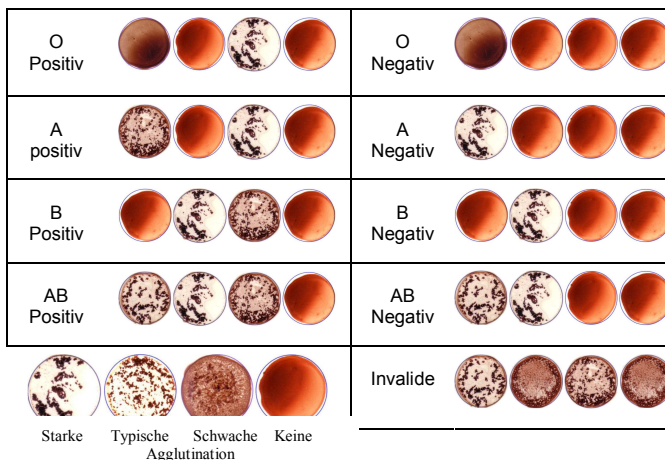 O
Positiv
O
Negativ
A
positiv
A
Negativ
B
Positiv
B
Negativ
AB
Positiv
AB
Negativ
Invalide
Starke Typische Schwache Keine
Agglutination